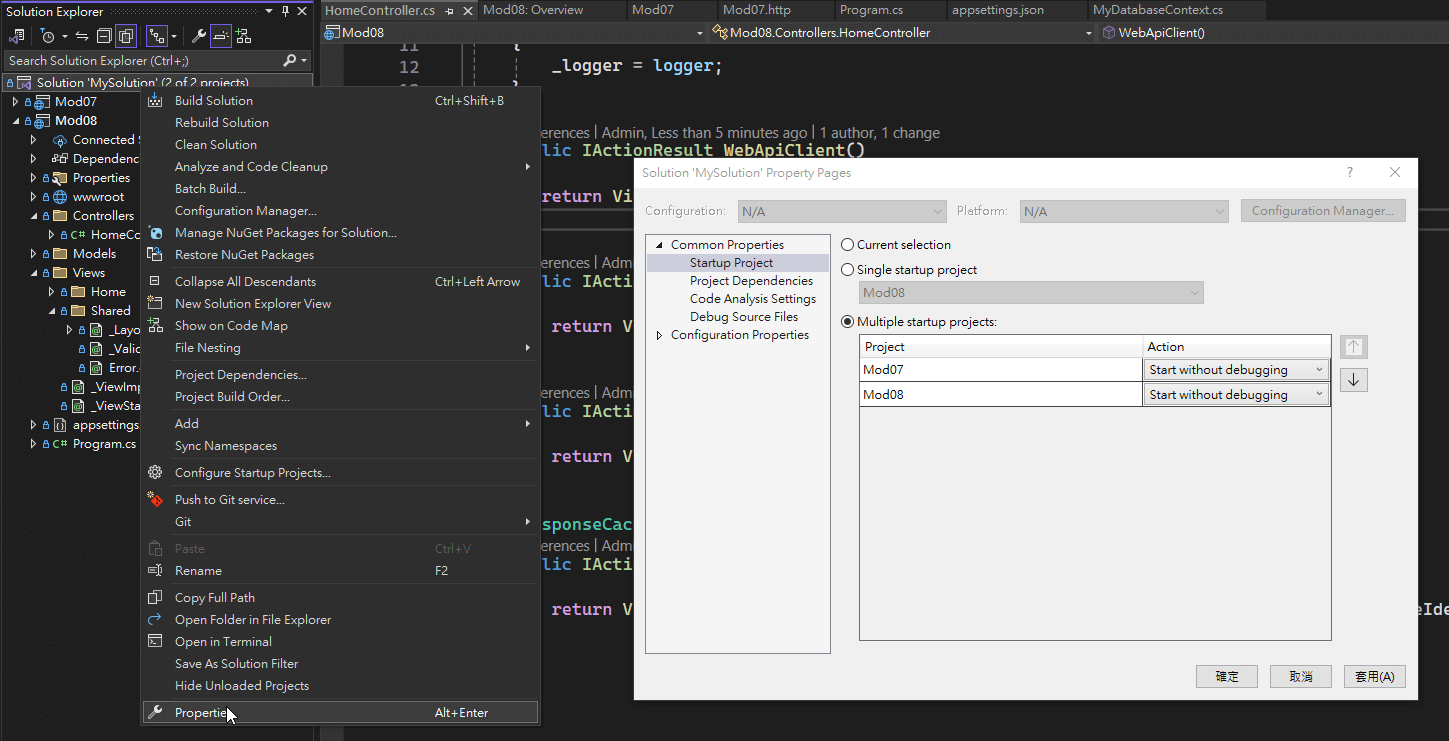 Solution Explorer
Search Solution Explorer (Ctrl+;)
Solution 'MySolution' (2 of 2 projects)
Mod07
Mod08
Connected
Dependenc
Properties
wwwroot
Controllers
C# HomeCo
Models
Views
Home
Shared
_Layo
_Valid
Error.
_ViewImp
_ViewSta
appsettings
C# Program.cs
Build Solution Ctrl+Shift+B
Rebuild Solution
Clean Solution
Analyze and Code Cleanup
Batch Build...
Configuration Manager...
Manage NuGet Packages for Solution...
Restore NuGet Packages
Collapse All Descendants Ctrl+Left Arrow
New Solution Explorer View
Show on Code Map
File Nesting
Project Dependencies...
Project Build Order...
Add
Sync Namespaces
Configure Startup Projects...
Push to Git service...
Git
Paste Ctrl+V
Rename F2
Copy Full Path
Open Folder in File Explorer
Open in Terminal
Save As Solution Filter
Hide Unloaded Projects
Properties Alt+Enter
HomeController.cs Mod08: Overview Mod07 Mod07.http Program.cs appsettings.json MyDatabaseContext.cs
Mod08 Mod08.Controllers.HomeController WebApiClient()
11 {
12 _logger = logger;
erences | Admin, Less than 5 minutes ago | 1 author, 1 change
lic IActionResult WebApiClient()
return Vi
erences | Adm
lic IActi
return V
erences | Adm
lic IActi
return V
sponseCac
erences | Adm
lic IActi
return V
eIde
Solution 'MySolution' Property Pages ?
Configuration: N/A Platform: N/A Configuration Manager...
Common Properties
Startup Project
Project Dependencies
Code Analysis Settings
Debug Source Files
Configuration Properties
Current selection
Single startup project
Mod08
Multiple startup projects:
Project Action
Mod07 Start without debugging
Mod08 Start without debugging
確定 取消 套用(A)